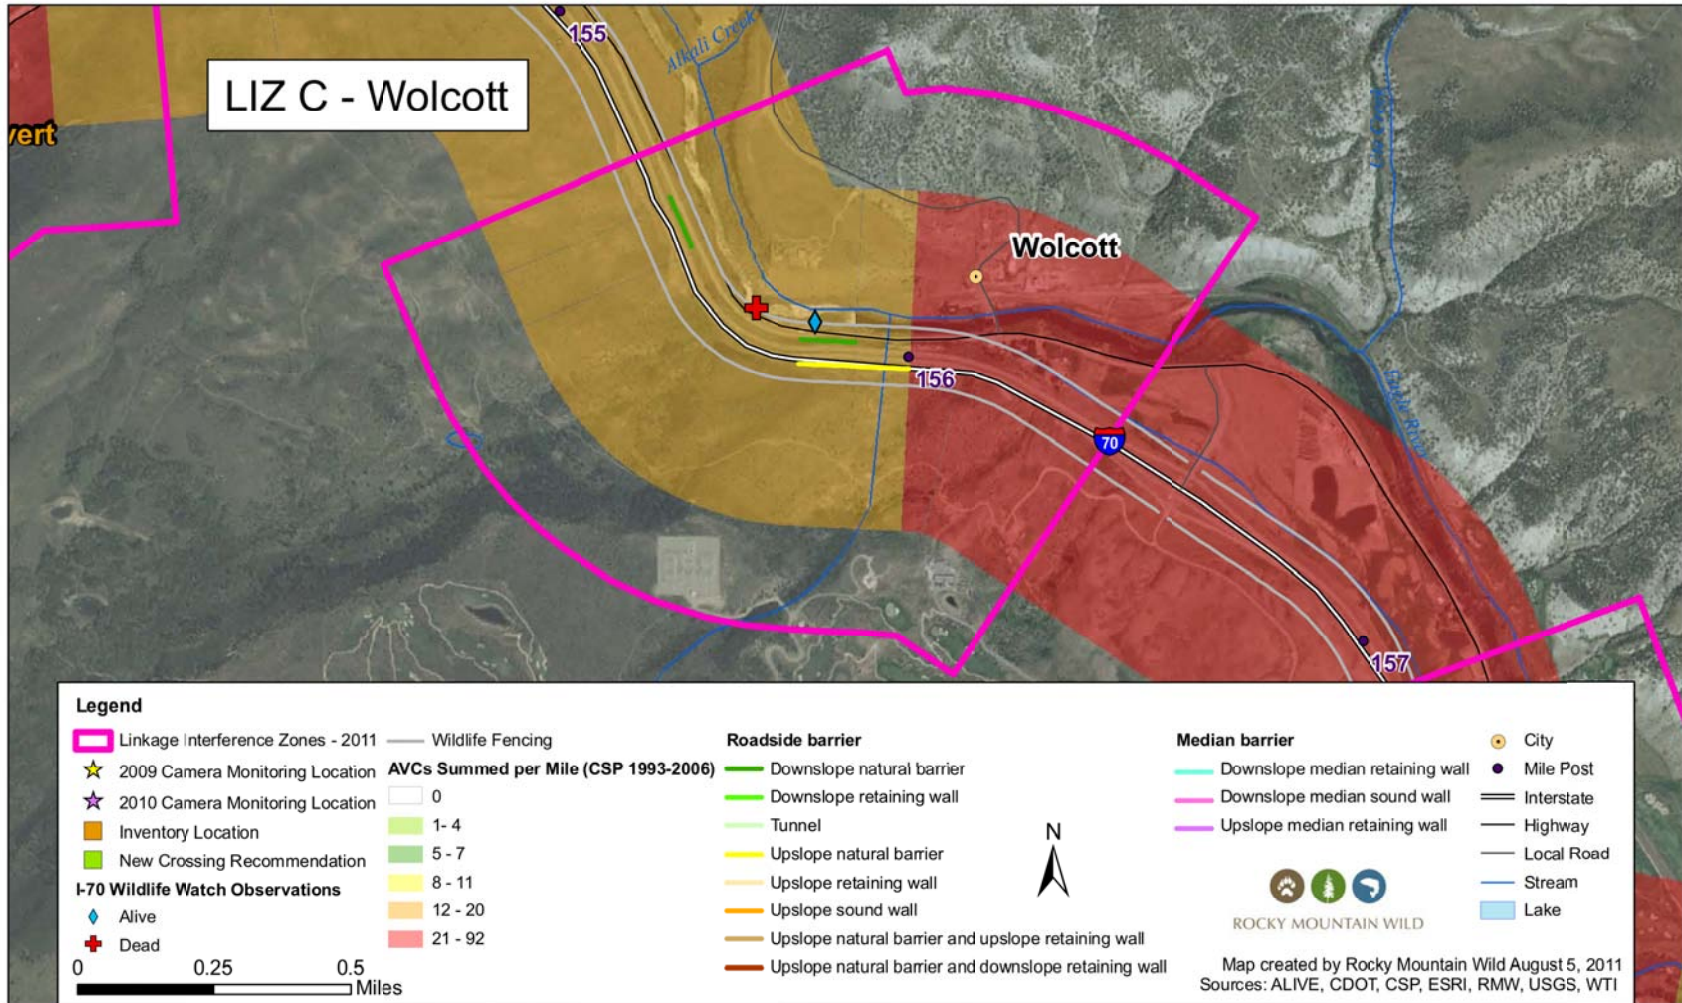 155
Alkali Creek
LIZ C - Wolcott
vert
Wolcott
156
70
Eagle River
157
Legend
Linkage Interference Zones - 2011
2009 Camera Monitoring Location
2010 Camera Monitoring Location
Inventory Location
New Crossing Recommendation
I-70 Wildlife Watch Observations
Alive
Dead
0 0.25 0.5
Miles
Wildlife Fencing
AVCs Summed per Mile (CSP 1993-2006)
0
1- 4
5 - 7
8 - 11
12 - 20
21 - 92
Roadside barrier
Downslope natural barrier
Downslope retaining wall
Tunnel
Upslope natural barrier
Upslope retaining wall
Upslope sound wall
Upslope natural barrier and upslope retaining wall
Upslope natural barrier and downslope retaining wall
N
Median barrier
Downslope median retaining wall
Downslope median sound wall
Upslope median retaining wall
City
Mile Post
Interstate
Highway
Local Road
Stream
Lake
ROCKY MOUNTAIN WILD
Map created by Rocky Mountain Wild August 5, 2011
Sources: ALIVE, CDOT, CSP, ESRI, RMW, USGS, WTI